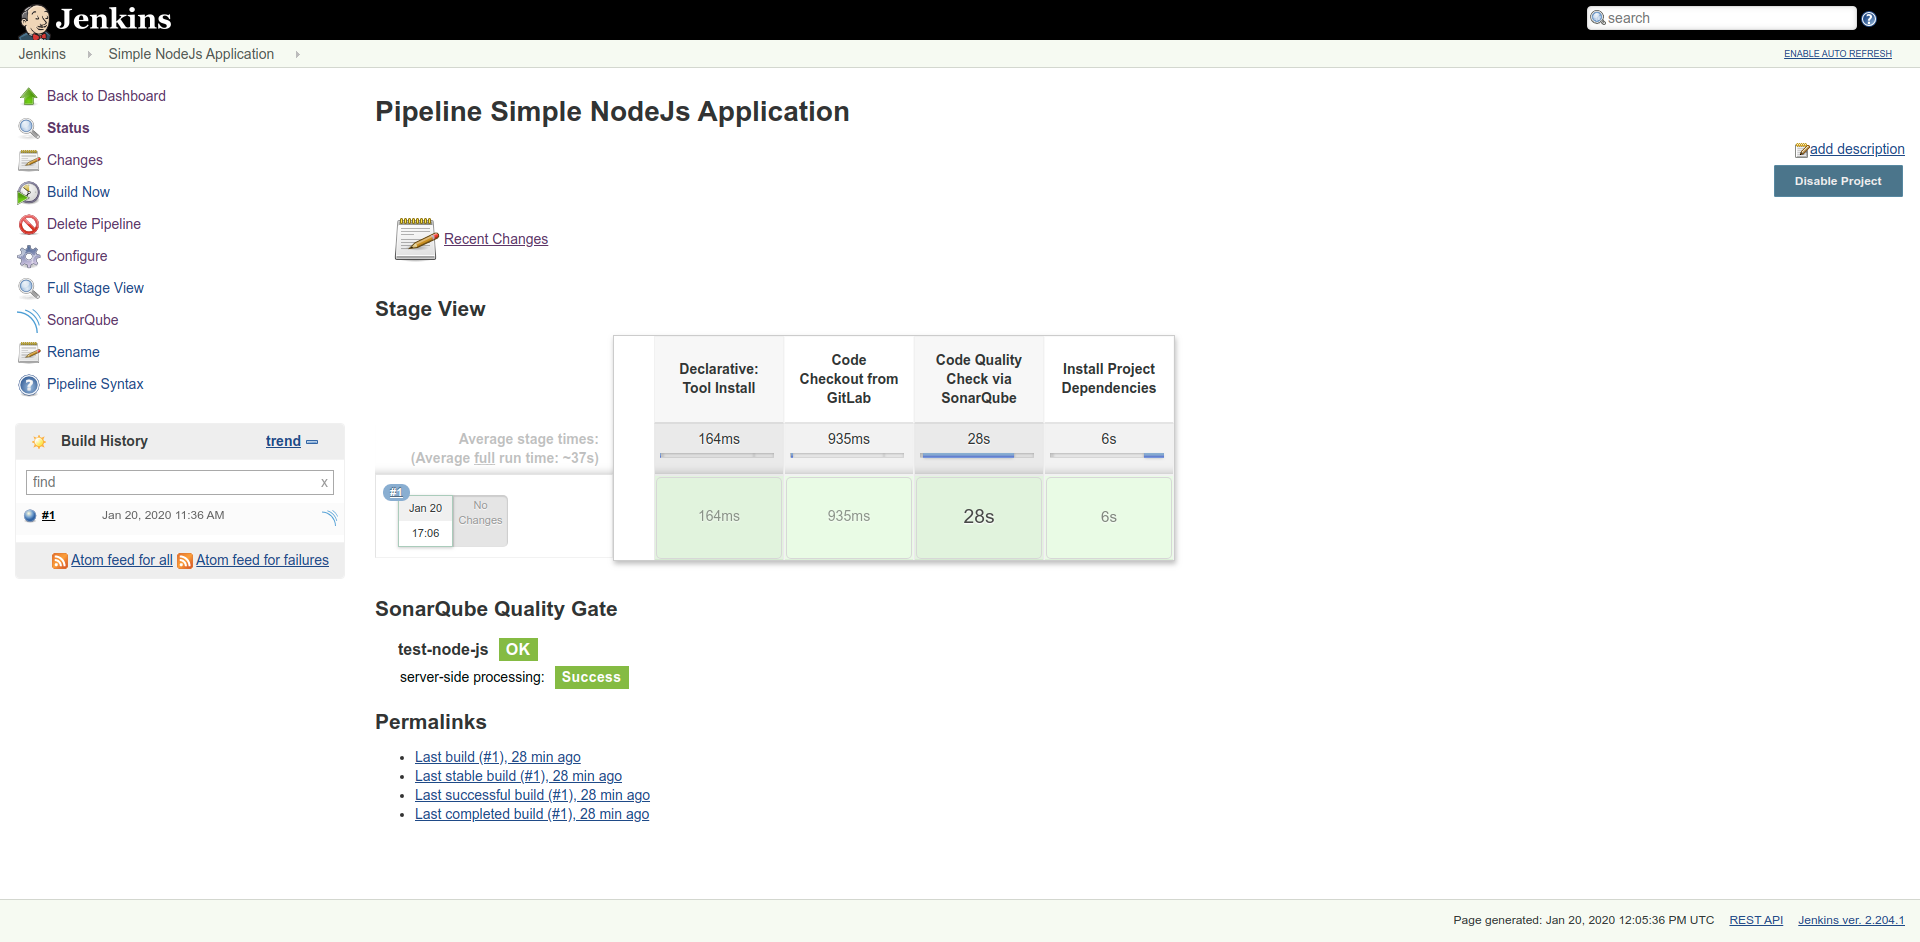 Jenkins
search
Jenkins Simple NodeJs Application
ENABLE AUTO REFRESH
Back to Dashboard
Status
Changes
Build Now
Delete Pipeline
Configure
Full Stage View
SonarQube
Rename
Pipeline Syntax
Build History trend
find x
#1 Jan 20, 2020 11:36 AM
Atom feed for all Atom feed for failures
Pipeline Simple NodeJs Application
add description
Disable Project
Recent Changes
Stage View
Declarative:
Tool Install
Code
Checkout from
GitLab
Code Quality
Check via
SonarQube
Install Project
Dependencies
Average stage times:
(Average full run time: ~37s)
164ms 935ms 28s 6s
#1
Jan 20
17:06
No
Changes
164ms 935ms 28s 6s
SonarQube Quality Gate
test-node-js OK
server-side processing: Success
Permalinks
Last build (#1), 28 min ago
Last stable build (#1), 28 min ago
Last successful build (#1), 28 min ago
Last completed build (#1), 28 min ago
Page generated: Jan 20, 2020 12:05:36 PM UTC REST API Jenkins ver. 2.204.1